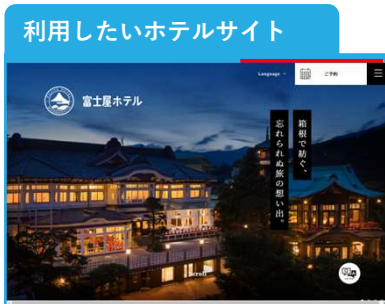 利用したいホテルサイト
Language
ご予約
富士屋ホテル
箱根で紡ぐ、
忘れられぬ旅の想い出。
Scroll